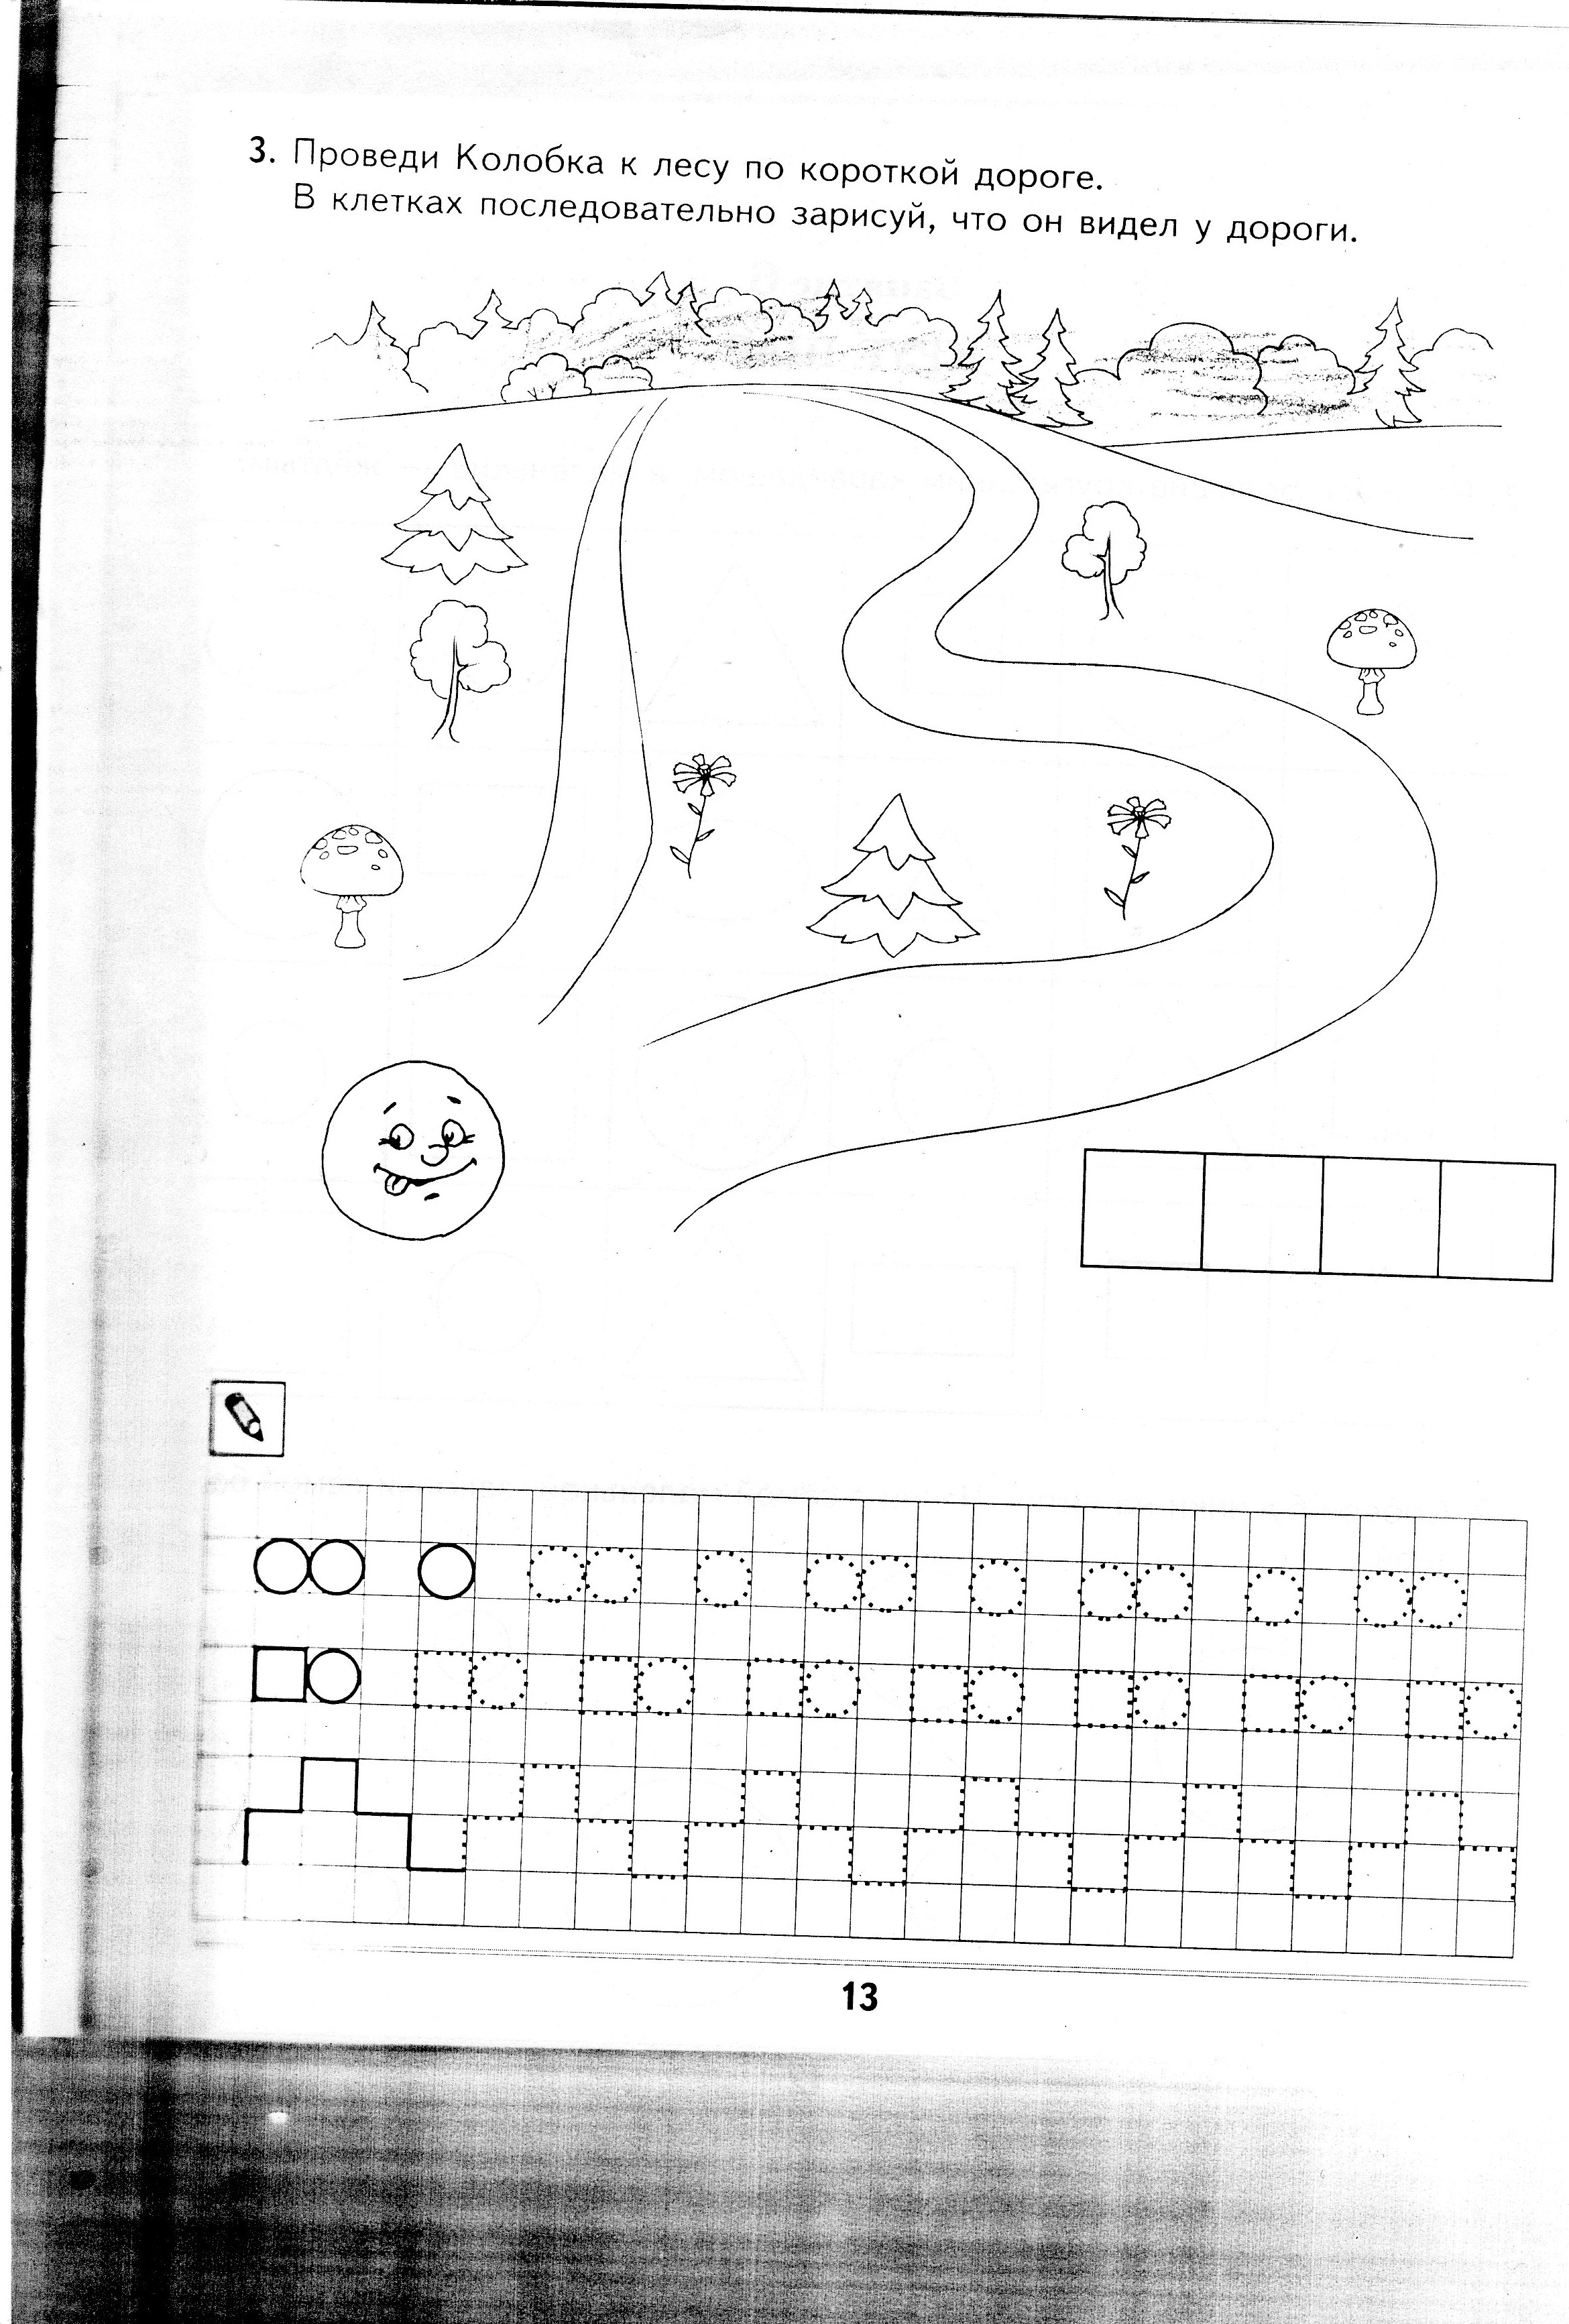 3. Проведи Колобка к лесу по короткой дороге.
В клетках последовательно зарисуй, что он видел у дороги.
13